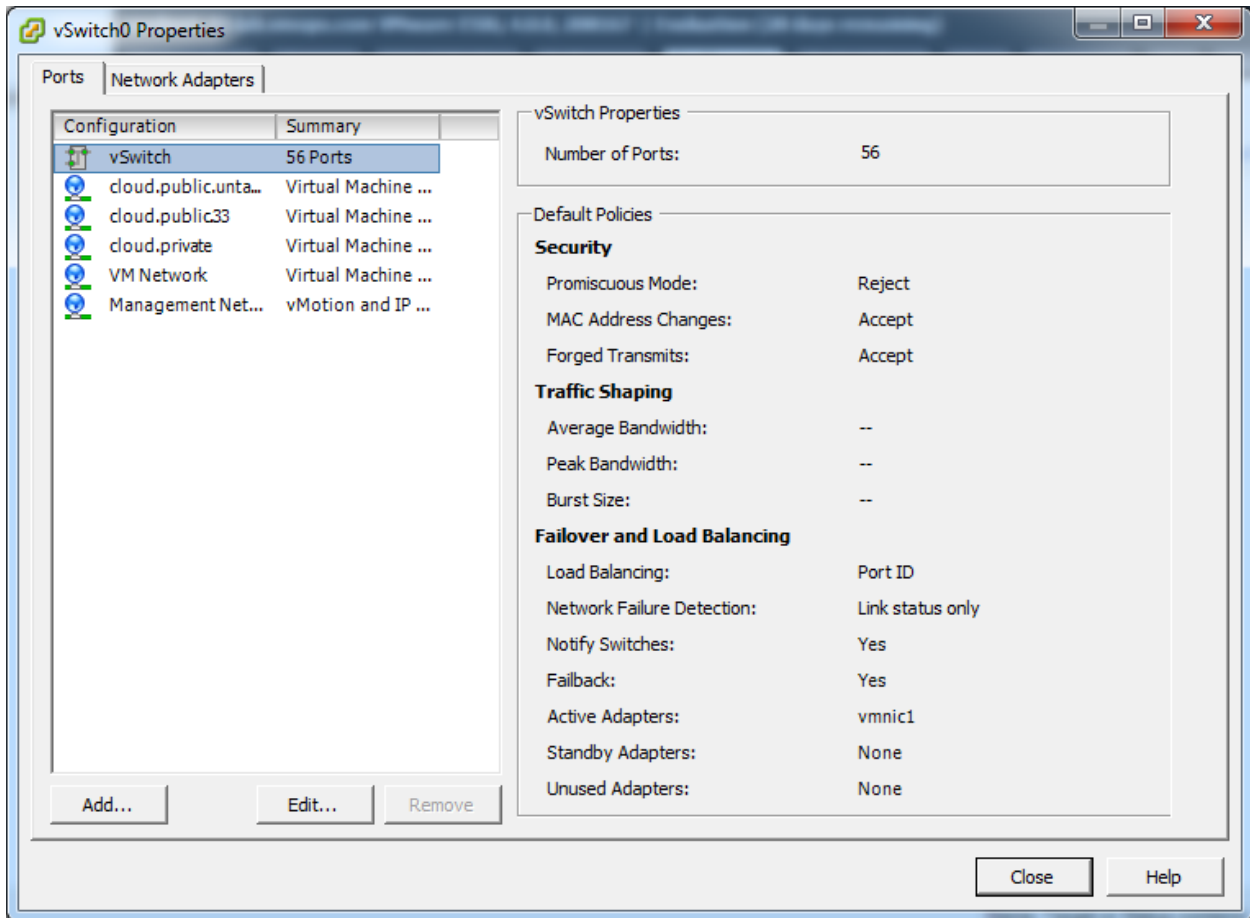 vSwitch0 Properties
Ports
Network Adapters
Configuration Summary
vSwitch 56 Ports
cloud.public.unta... Virtual Machine ...
cloud.public.33 Virtual Machine ...
cloud.private Virtual Machine ...
VM Network Virtual Machine ...
Management Net... vMotion and IP ...
Add...
Edit...
Remove
vSwitch Properties
Number of Ports: 56
Default Policies
Security
Promiscuous Mode: Reject
MAC Address Changes: Accept
Forged Transmits: Accept
Traffic Shaping
Average Bandwidth: --
Peak Bandwidth: --
Burst Size: --
Failover and Load Balancing
Load Balancing: Port ID
Network Failure Detection: Link status only
Notify Switches: Yes
Failback: Yes
Active Adapters: vmnic1
Standby Adapters: None
Unused Adapters: None
Close
Help